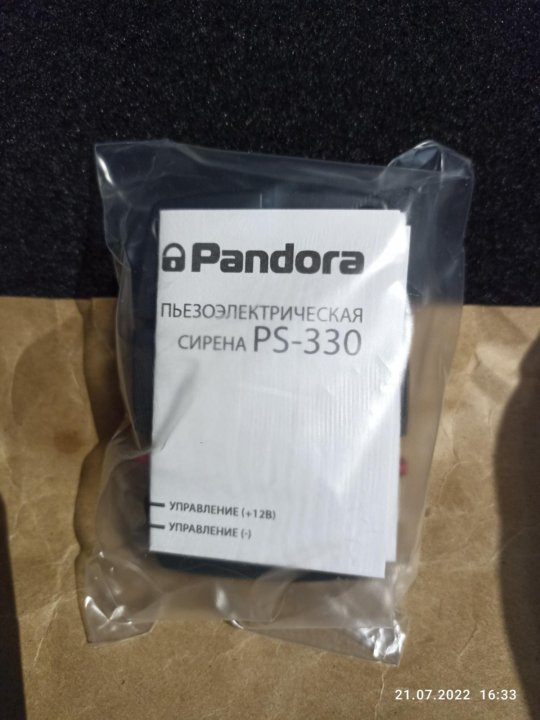 Pandora
ПЬЕЗОЭЛЕКТРИЧЕСКАЯ
СИРЕНА PS-330
УПРАВЛЕНИЕ (+12В)
УПРАВЛЕНИЕ (-)
21.07.2022 16:33